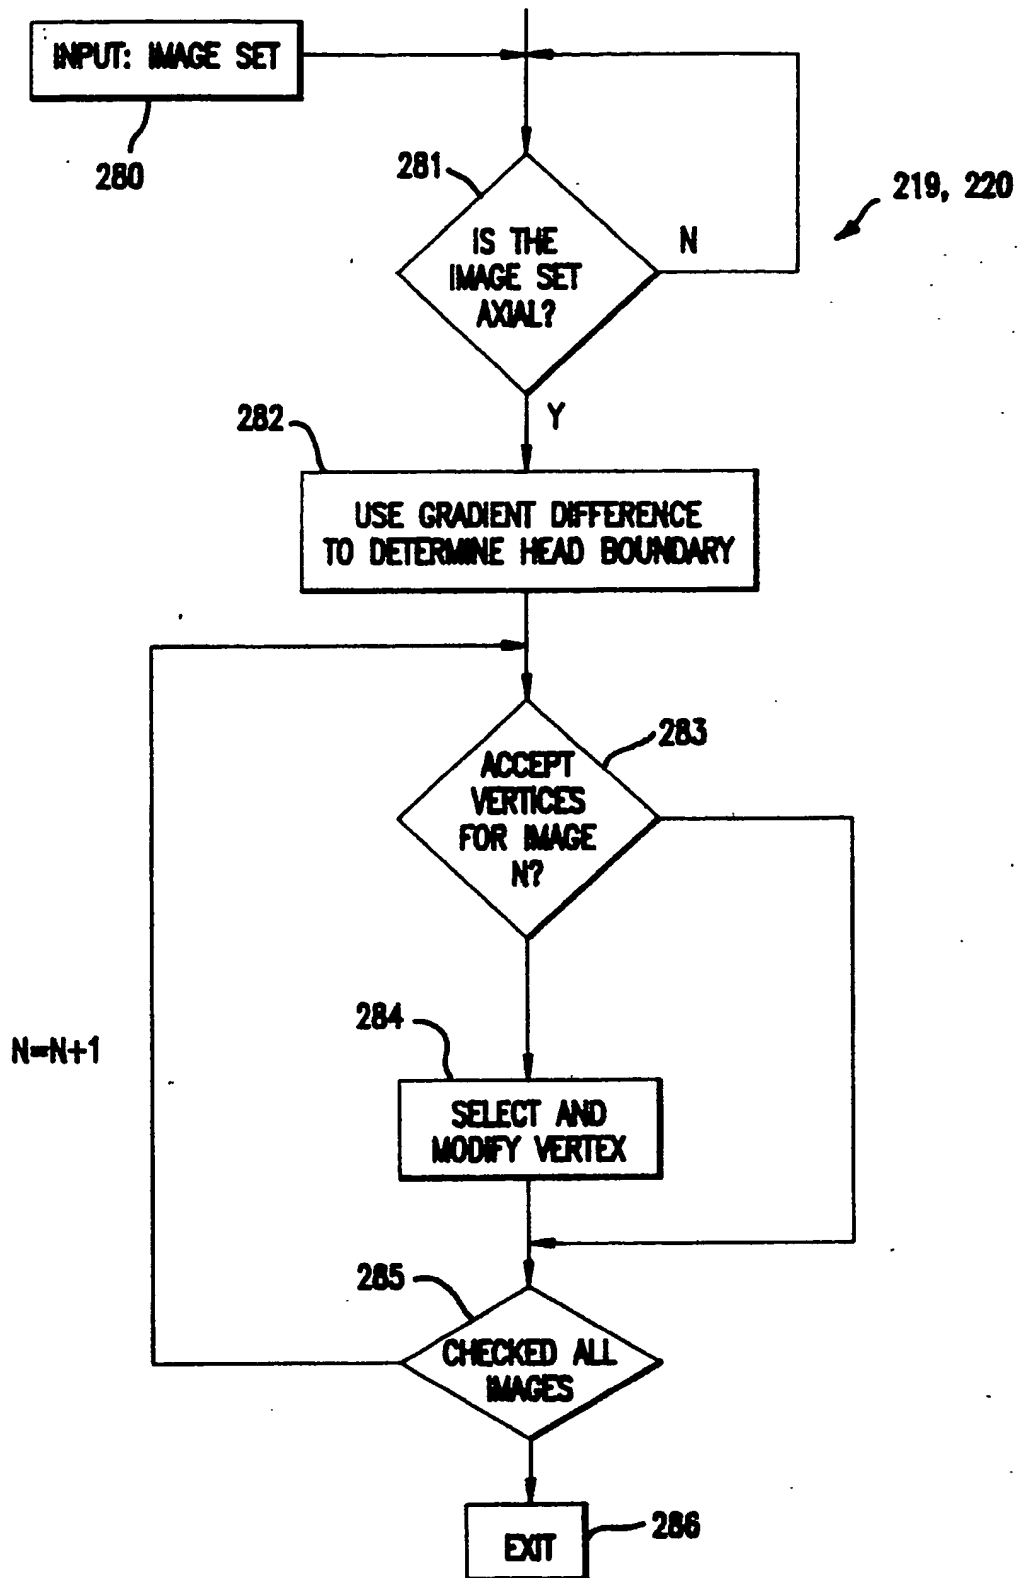 INPUT: IMAGE SET
280
281
219, 220
IS THE
IMAGE SET
AXIAL?
N
Y
282
USE GRADIENT DIFFERENCE
TO DETERMINE HEAD BOUNDARY
283
ACCEPT
VERTICES
FOR IMAGE
N?
284
N=N+1
SELECT AND
MODIFY VERTEX
285
CHECKED ALL
IMAGES
286
EXIT